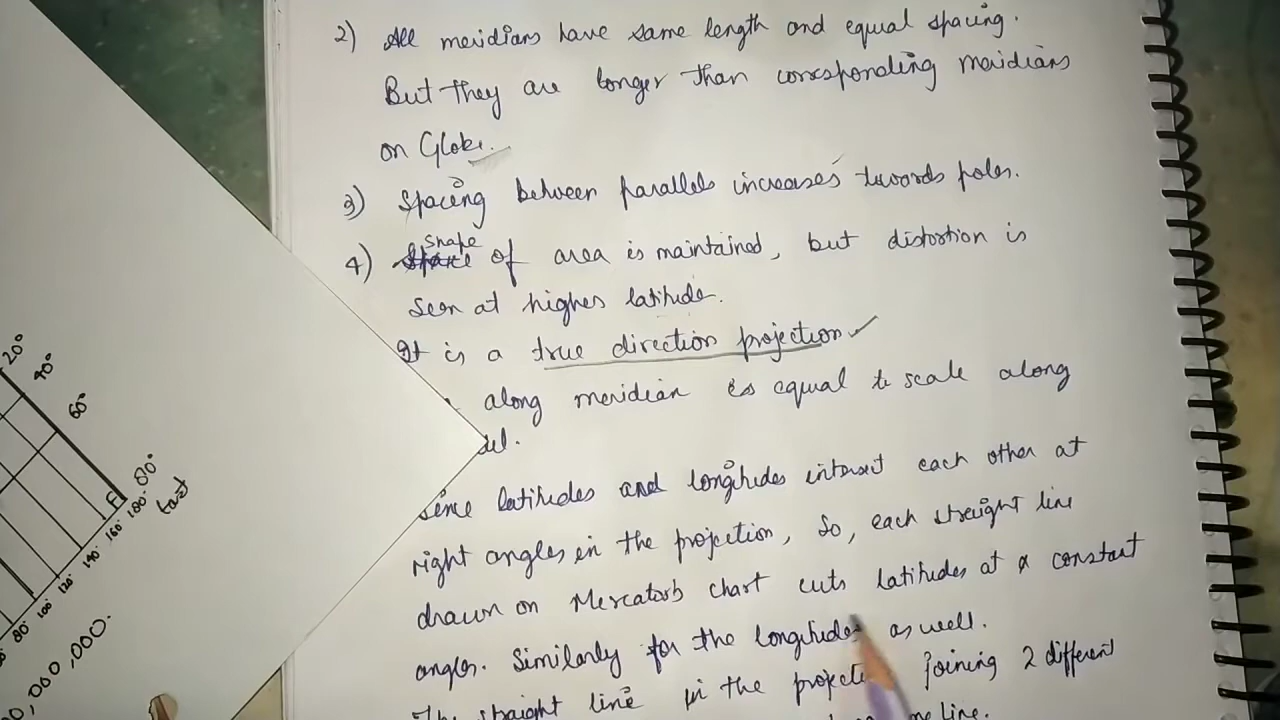 2) All meridians have same length and equal spacing.
But they are longer than corresponding meridians
on Globe.
3) Spacing between parallels increases towards poles.
4) shape of area is maintained, but distortion is
seen at higher latitude.
It is a true direction projection
along meridian is equal to scale along
Since latitudes and longitudes intersect each other at
right angles in the projection, So, each straight line
drawn on Mercator's chart cuts latitudes at a constant
angles. Similarly for the longitudes as well.
The straight line in the projection joining 2 different
line.
20°
40°
60°
80°
E
180°
160°
140°
120°
100°
80°
East
000,000.